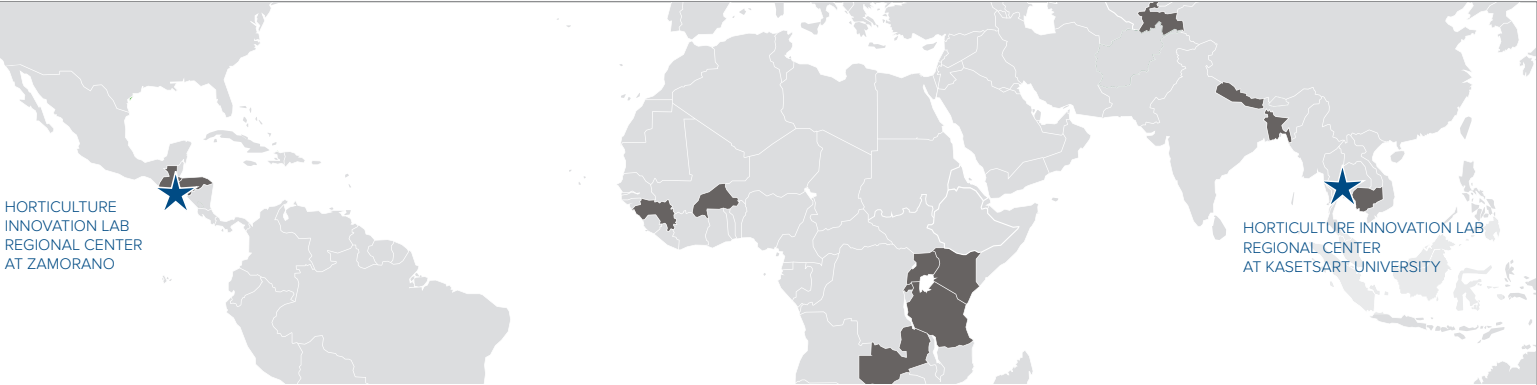 HORTICULTURE
INNOVATION LAB
REGIONAL CENTER
AT ZAMORANO
HORTICULTURE INNOVATION LAB
REGIONAL CENTER
AT KASETSART UNIVERSITY